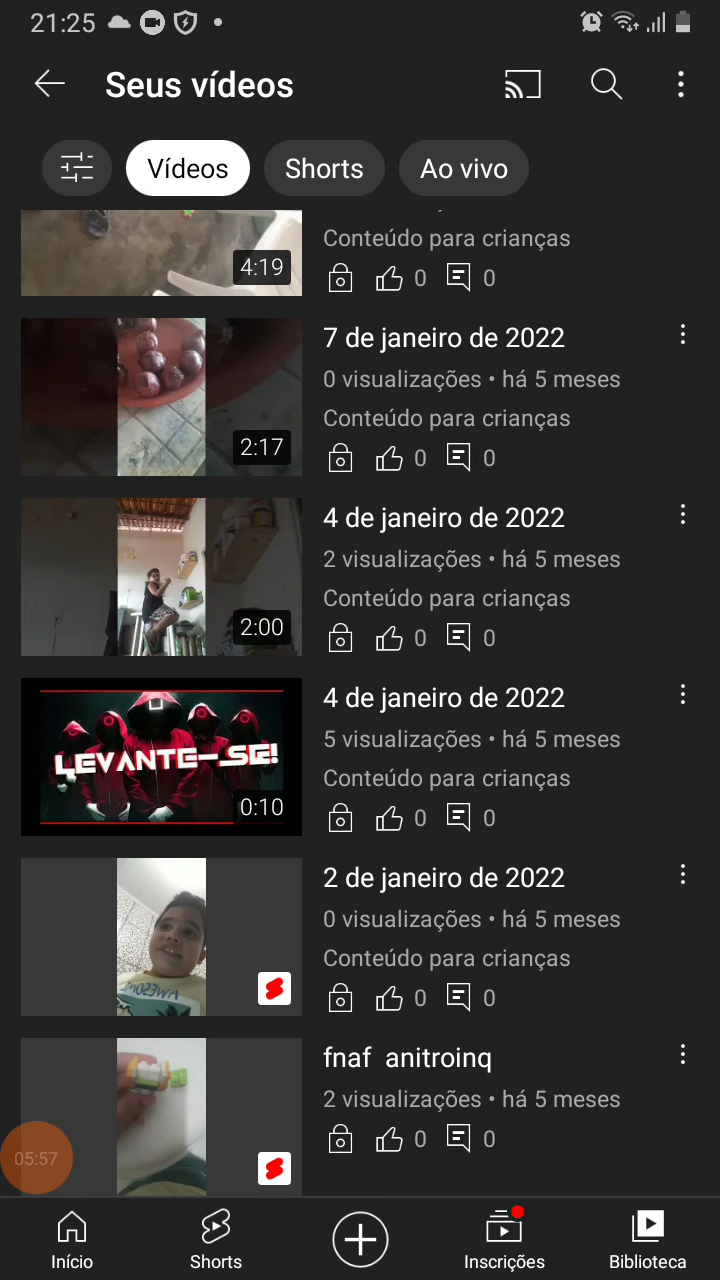 21:25
Seus vídeos
Vídeos
Shorts
Ao vivo
4:19
Conteúdo para crianças
0
0
2:17
7 de janeiro de 2022
0 visualizações • há 5 meses
Conteúdo para crianças
0
0
2:00
4 de janeiro de 2022
2 visualizações • há 5 meses
Conteúdo para crianças
0
0
LEVANTE-SE!
0:10
4 de janeiro de 2022
5 visualizações • há 5 meses
Conteúdo para crianças
0
0
AWESOME
2 de janeiro de 2022
0 visualizações • há 5 meses
Conteúdo para crianças
0
0
fnaf  anitroinq
2 visualizações • há 5 meses
0
0
05:57
Início
Shorts
Inscrições
Biblioteca